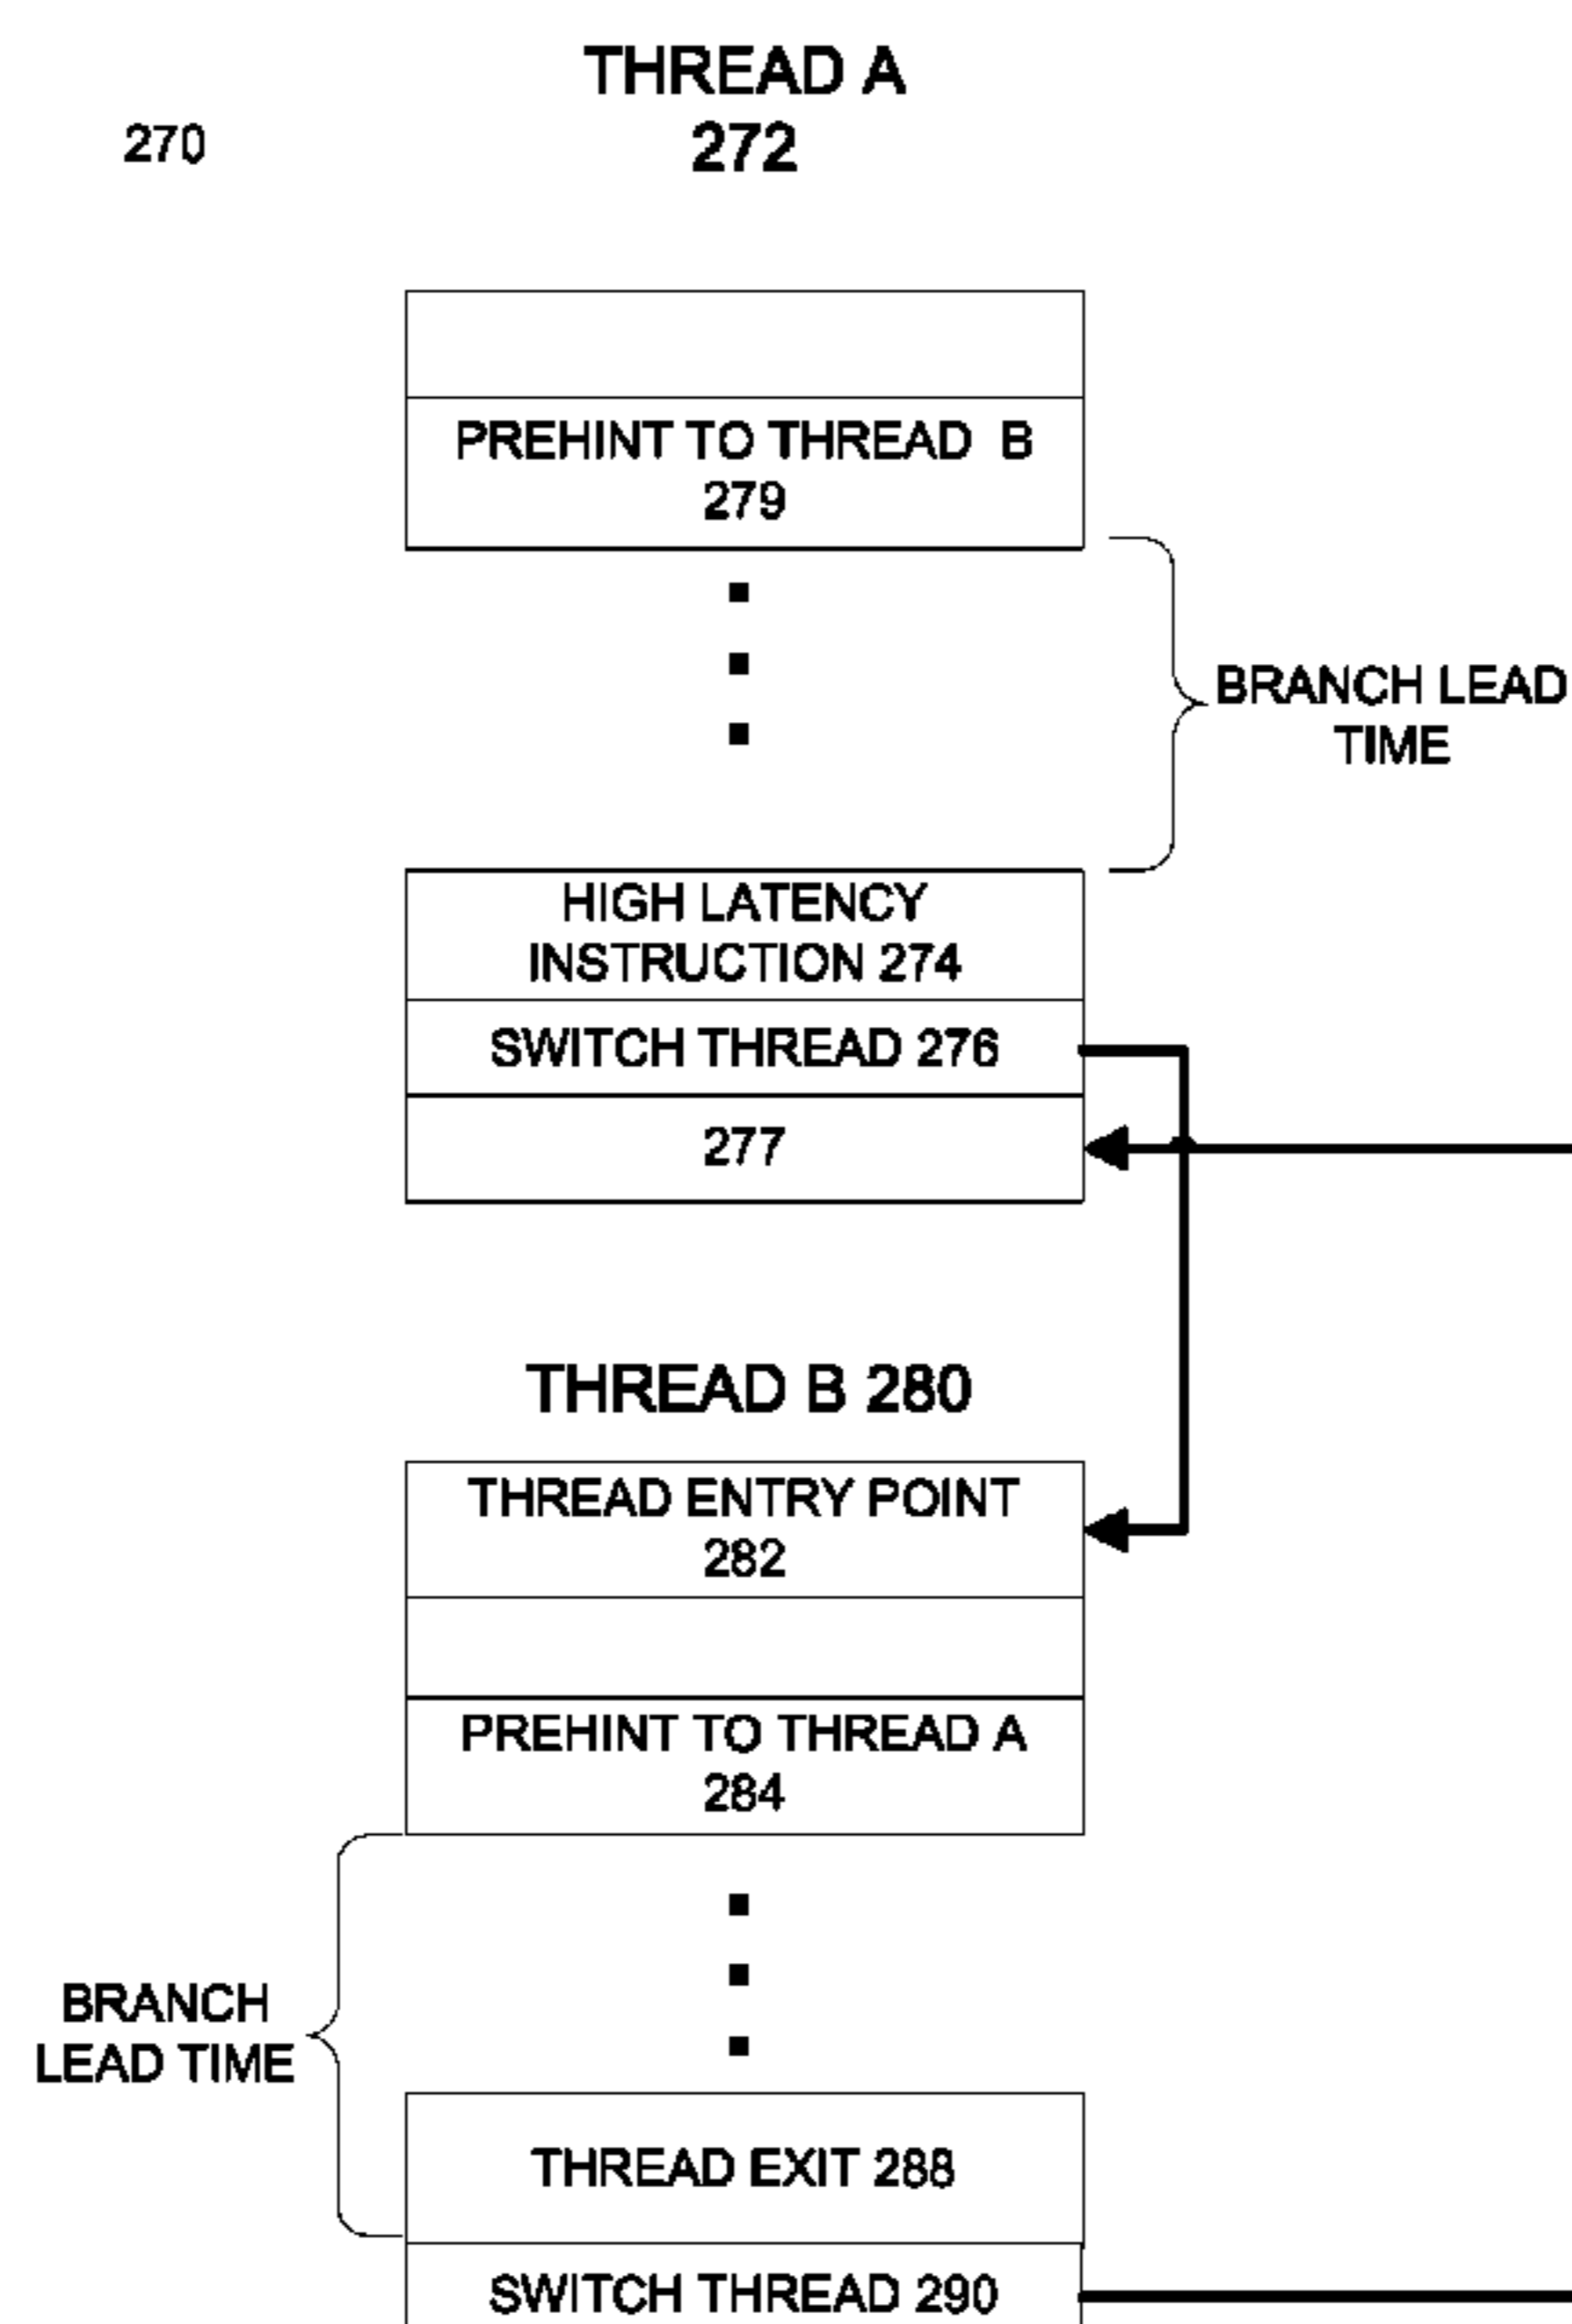 THREAD A
270
272
PREHINT TO THREAD B
279
BRANCH LEAD
TIME
HIGH LATENCY
INSTRUCTION 274
SWITCH THREAD 276
277
THREAD B 280
THREAD ENTRY POINT
282
PREHINT TO THREAD A
284
BRANCH
LEAD TIME
THREAD EXIT 288
SWITCH THREAD 290